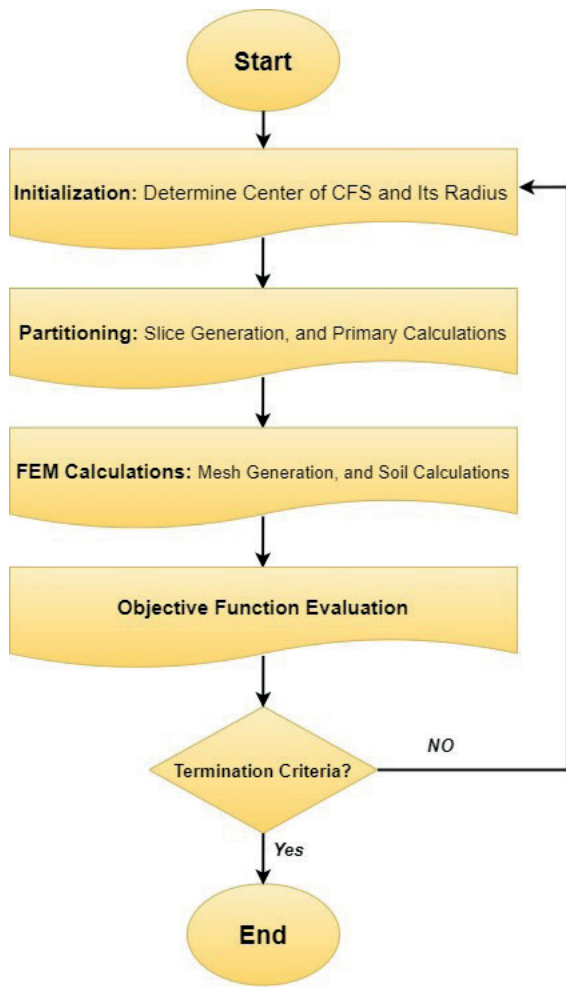 Start
Initialization: Determine Center of CFS and Its Radius
Partitioning: Slice Generation, and Primary Calculations
FEM Calculations: Mesh Generation, and Soil Calculations
Objective Function Evaluation
Termination Criteria?
NO
Yes
End